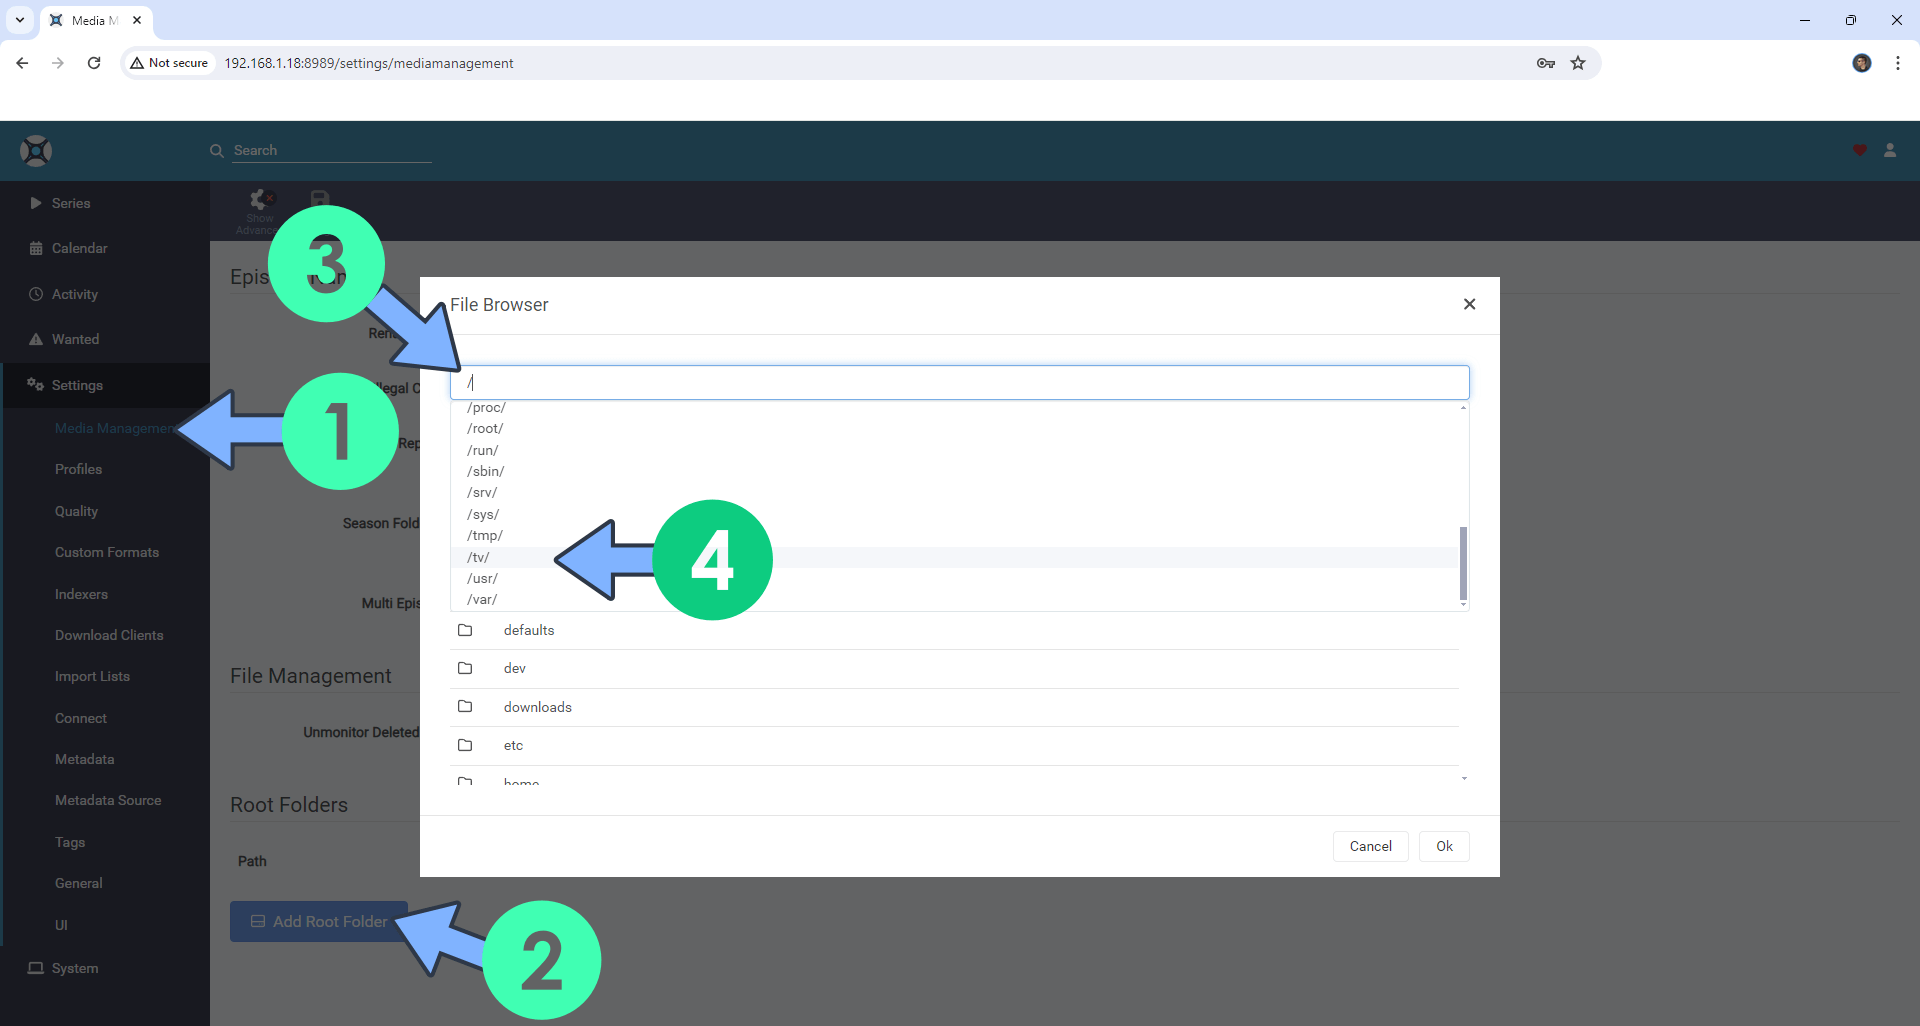 Media M
Not secure
192.168.1.18:8989/settings/mediamanagement
Search
Series
Calendar
Activity
Wanted
Settings
Media Managemen
Profiles
Quality
Custom Formats
Indexers
Download Clients
Import Lists
Connect
Metadata
Metadata Source
Tags
General
UI
System
Show
Advanc
3
Epis
Ren
llegal C
1
Rep
Season Fold
Multi Epis
File Management
Unmonitor Deleted
Root Folders
Path
Add Root Folder
2
File Browser
/
/proc/
/root/
/run/
/sbin/
/srv/
/sys/
/tmp/
/tv/
/usr/
/var/
4
defaults
dev
downloads
etc
home
Cancel
Ok